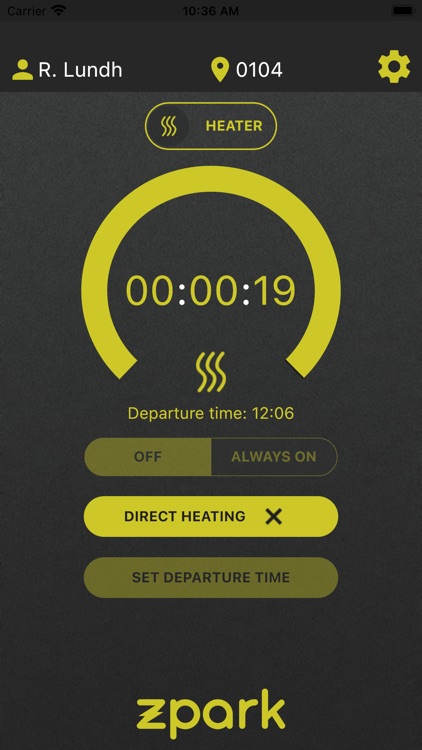 Carrier 10:36 AM
R. Lundh 0104
HEATER
00:00:19
Departure time: 12:06
OFF ALWAYS ON
DIRECT HEATING
SET DEPARTURE TIME
zpark